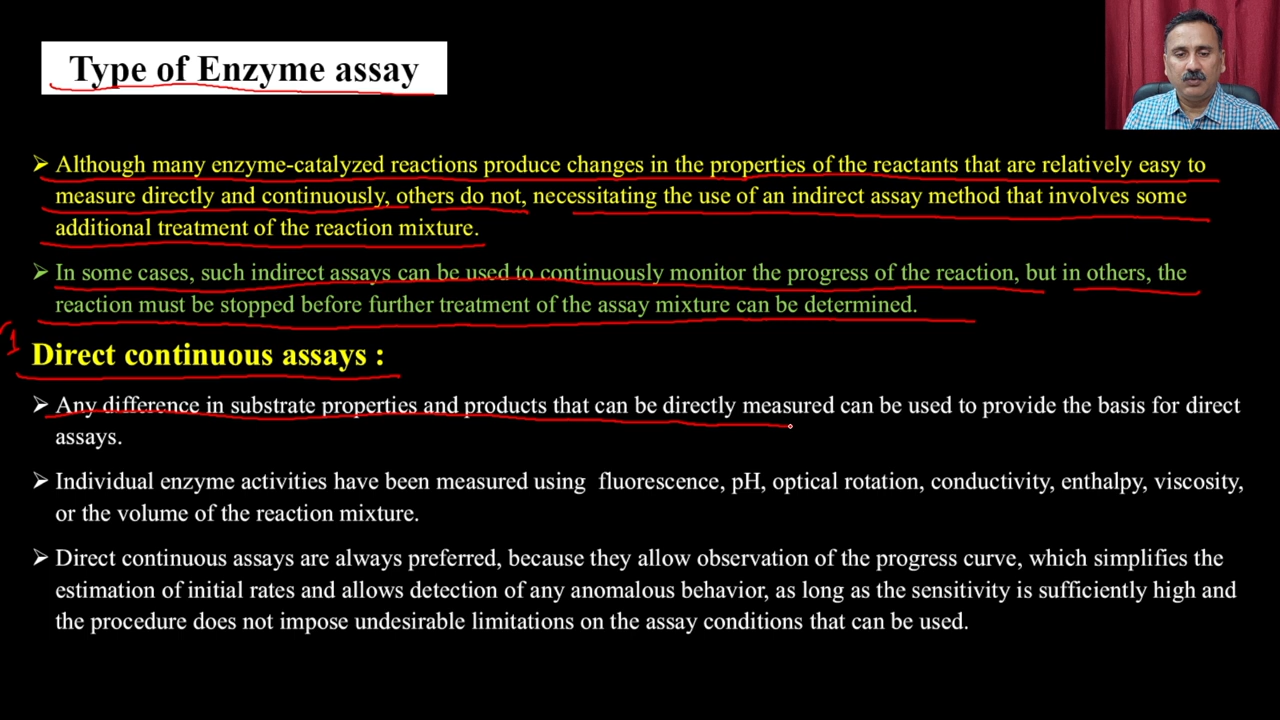 Type of Enzyme assay
➤ Although many enzyme-catalyzed reactions produce changes in the properties of the reactants that are relatively easy to
measure directly and continuously, others do not, necessitating the use of an indirect assay method that involves some
additional treatment of the reaction mixture.
➤ In some cases, such indirect assays can be used to continuously monitor the progress of the reaction, but in others, the
reaction must be stopped before further treatment of the assay mixture can be determined.
1
Direct continuous assays :
➤ Any difference in substrate properties and products that can be directly measured can be used to provide the basis for direct
assays.
➤ Individual enzyme activities have been measured using fluorescence, pH, optical rotation, conductivity, enthalpy, viscosity,
or the volume of the reaction mixture.
➤ Direct continuous assays are always preferred, because they allow observation of the progress curve, which simplifies the
estimation of initial rates and allows detection of any anomalous behavior, as long as the sensitivity is sufficiently high and
the procedure does not impose undesirable limitations on the assay conditions that can be used.